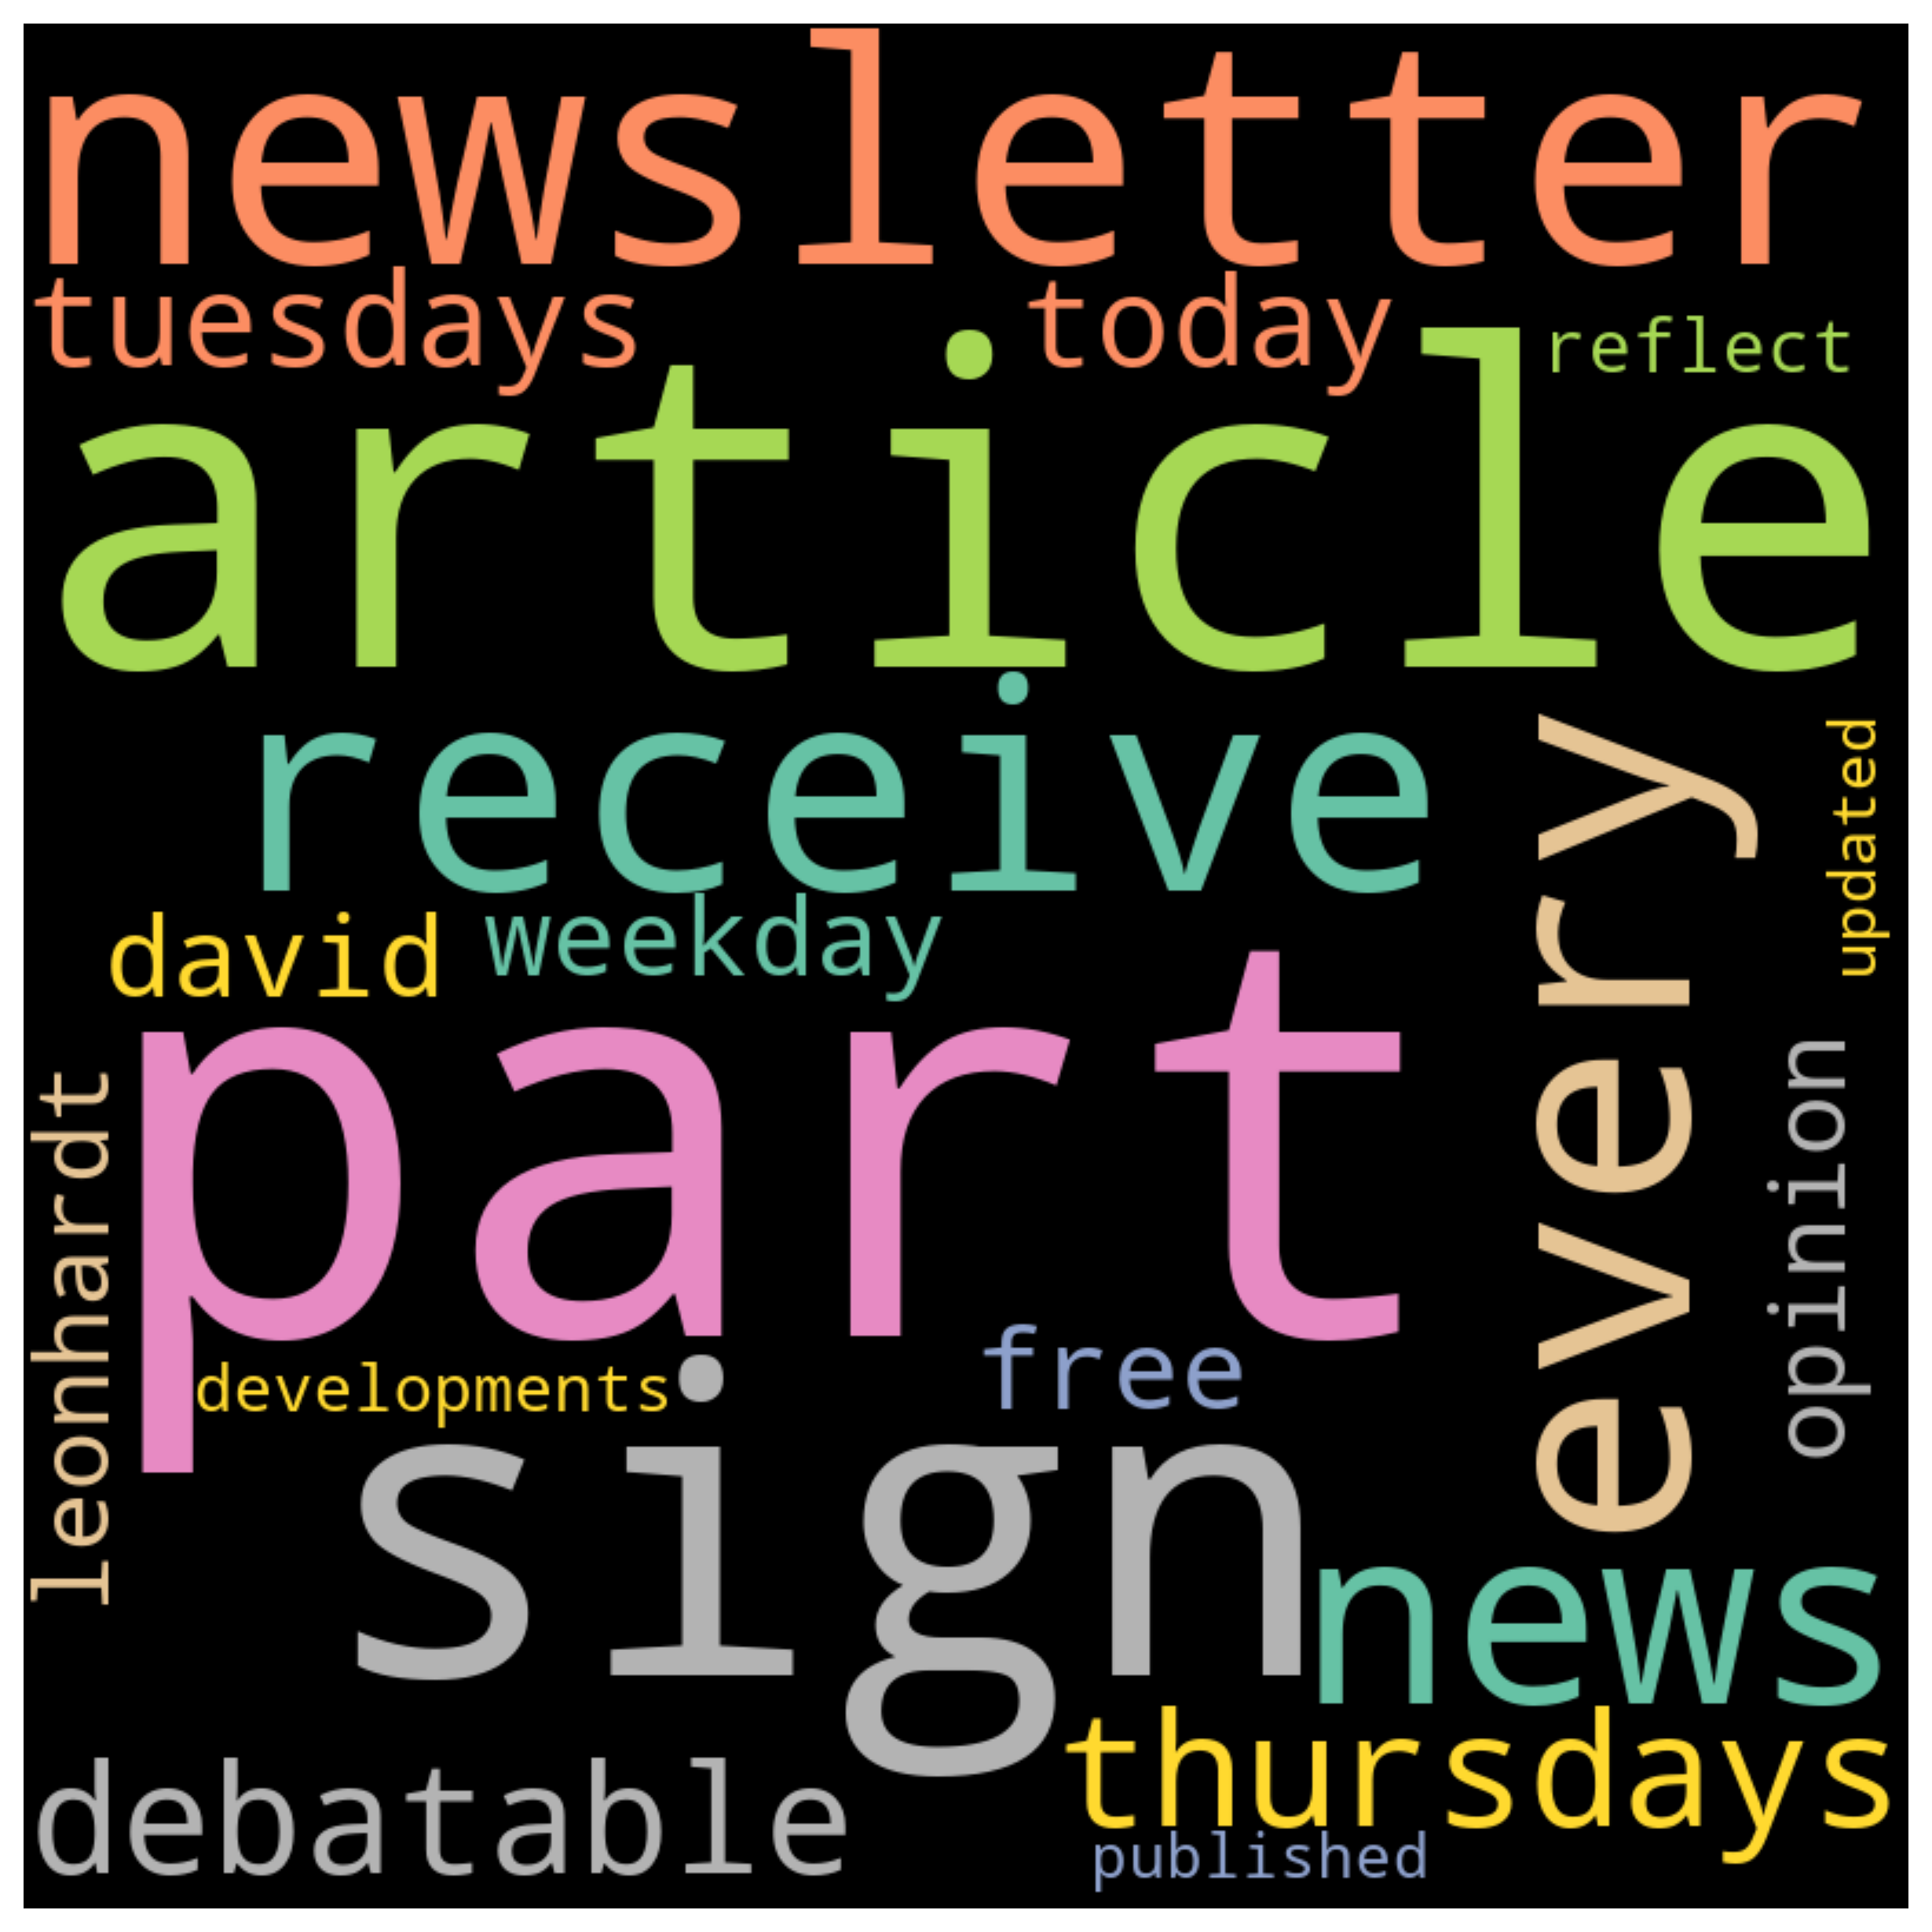 newsletter
tuesdays
today
reflect
article
receive
every
updated
david
weekday
part
opinion
leonhardt
developments
free
sign
news
thursdays
debatable
published